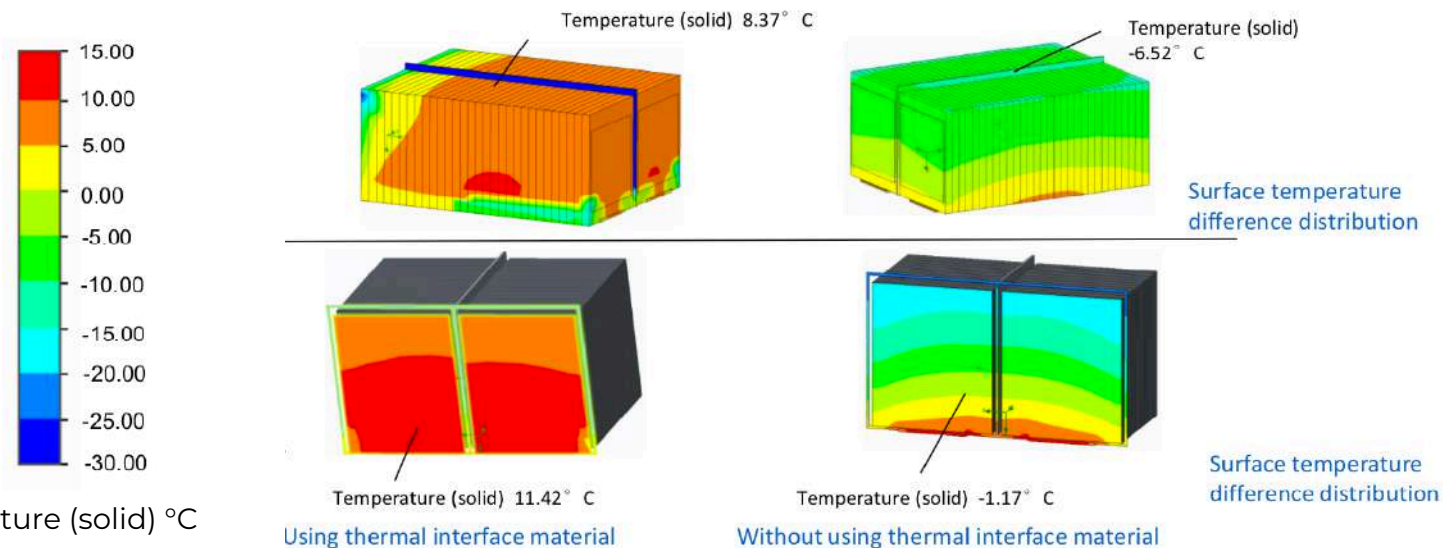 15.00
10.00
5.00
0.00
-5.00
-10.00
-15.00
-20.00
-25.00
-30.00
ture (solid) °C
Temperature (solid) 8.37° C
Temperature (solid)
-6.52° C
Surface temperature
difference distribution
Temperature (solid) 11.42° C
Temperature (solid) -1.17° C
Surface temperature
difference distribution
Using thermal interface material
Without using thermal interface material